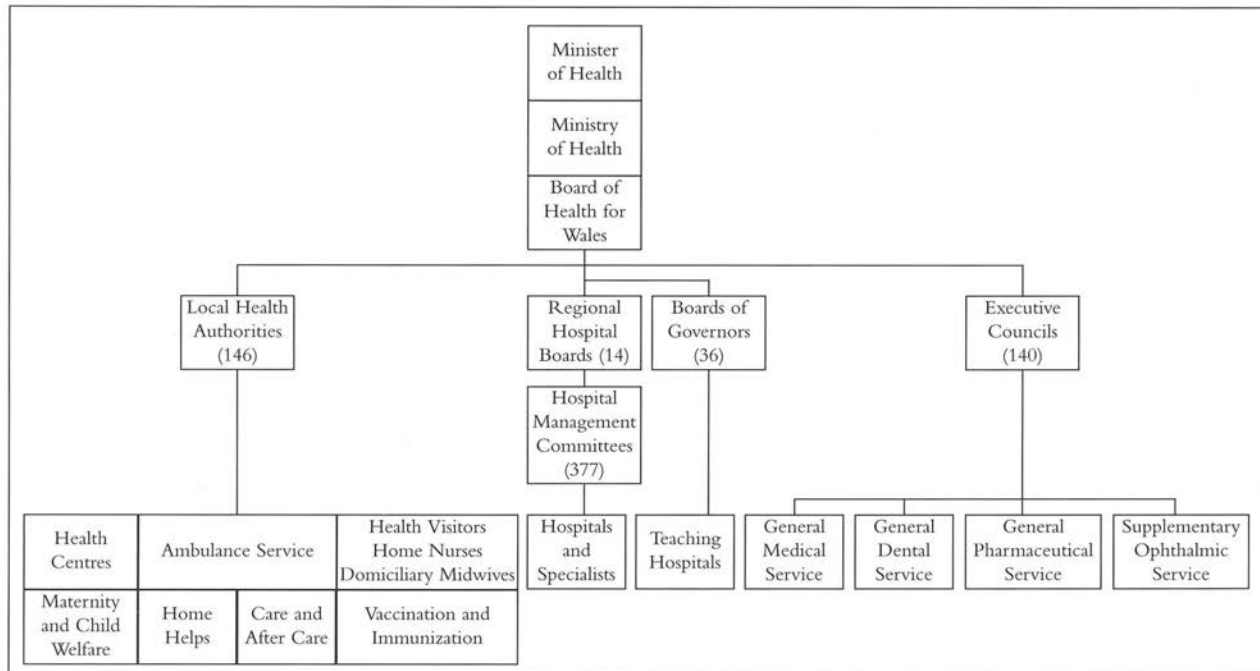 Minister
of Health
Ministry
of Health
Board of
Health for
Wales
Local Health
Authorities
(146)
Regional
Hospital
Boards (14)
Boards of
Governors
(36)
Executive
Councils
(140)
Hospital
Management
Committees
(377)
Health
Centres
Ambulance Service
Health Visitors
Home Nurses
Domiciliary Midwives
Hospitals
and
Specialists
Teaching
Hospitals
General
Medical
Service
General
Dental
Service
General
Pharmaceutical
Service
Supplementary
Ophthalmic
Service
Maternity
and Child
Welfare
Home
Helps
Care and
After Care
Vaccination and
Immunization